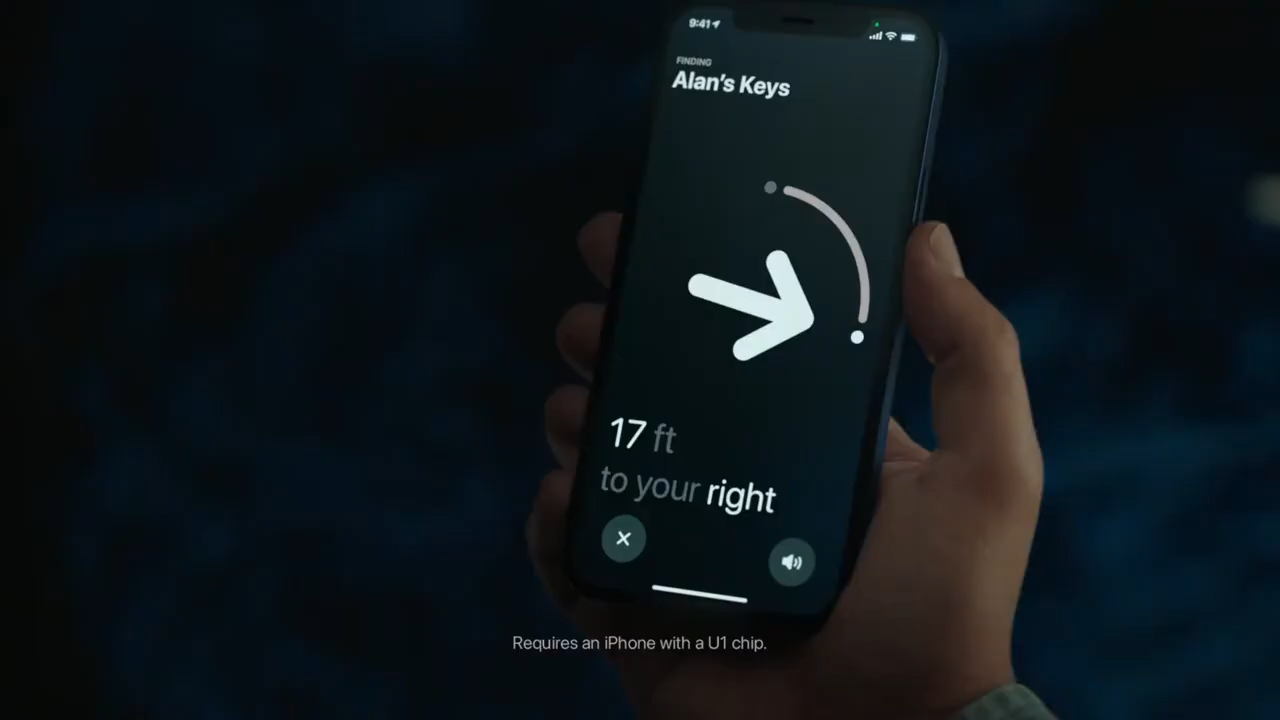 9:41
FINDING
Alan's Keys
17 ft
to your right
Requires an iPhone with a U1 chip.